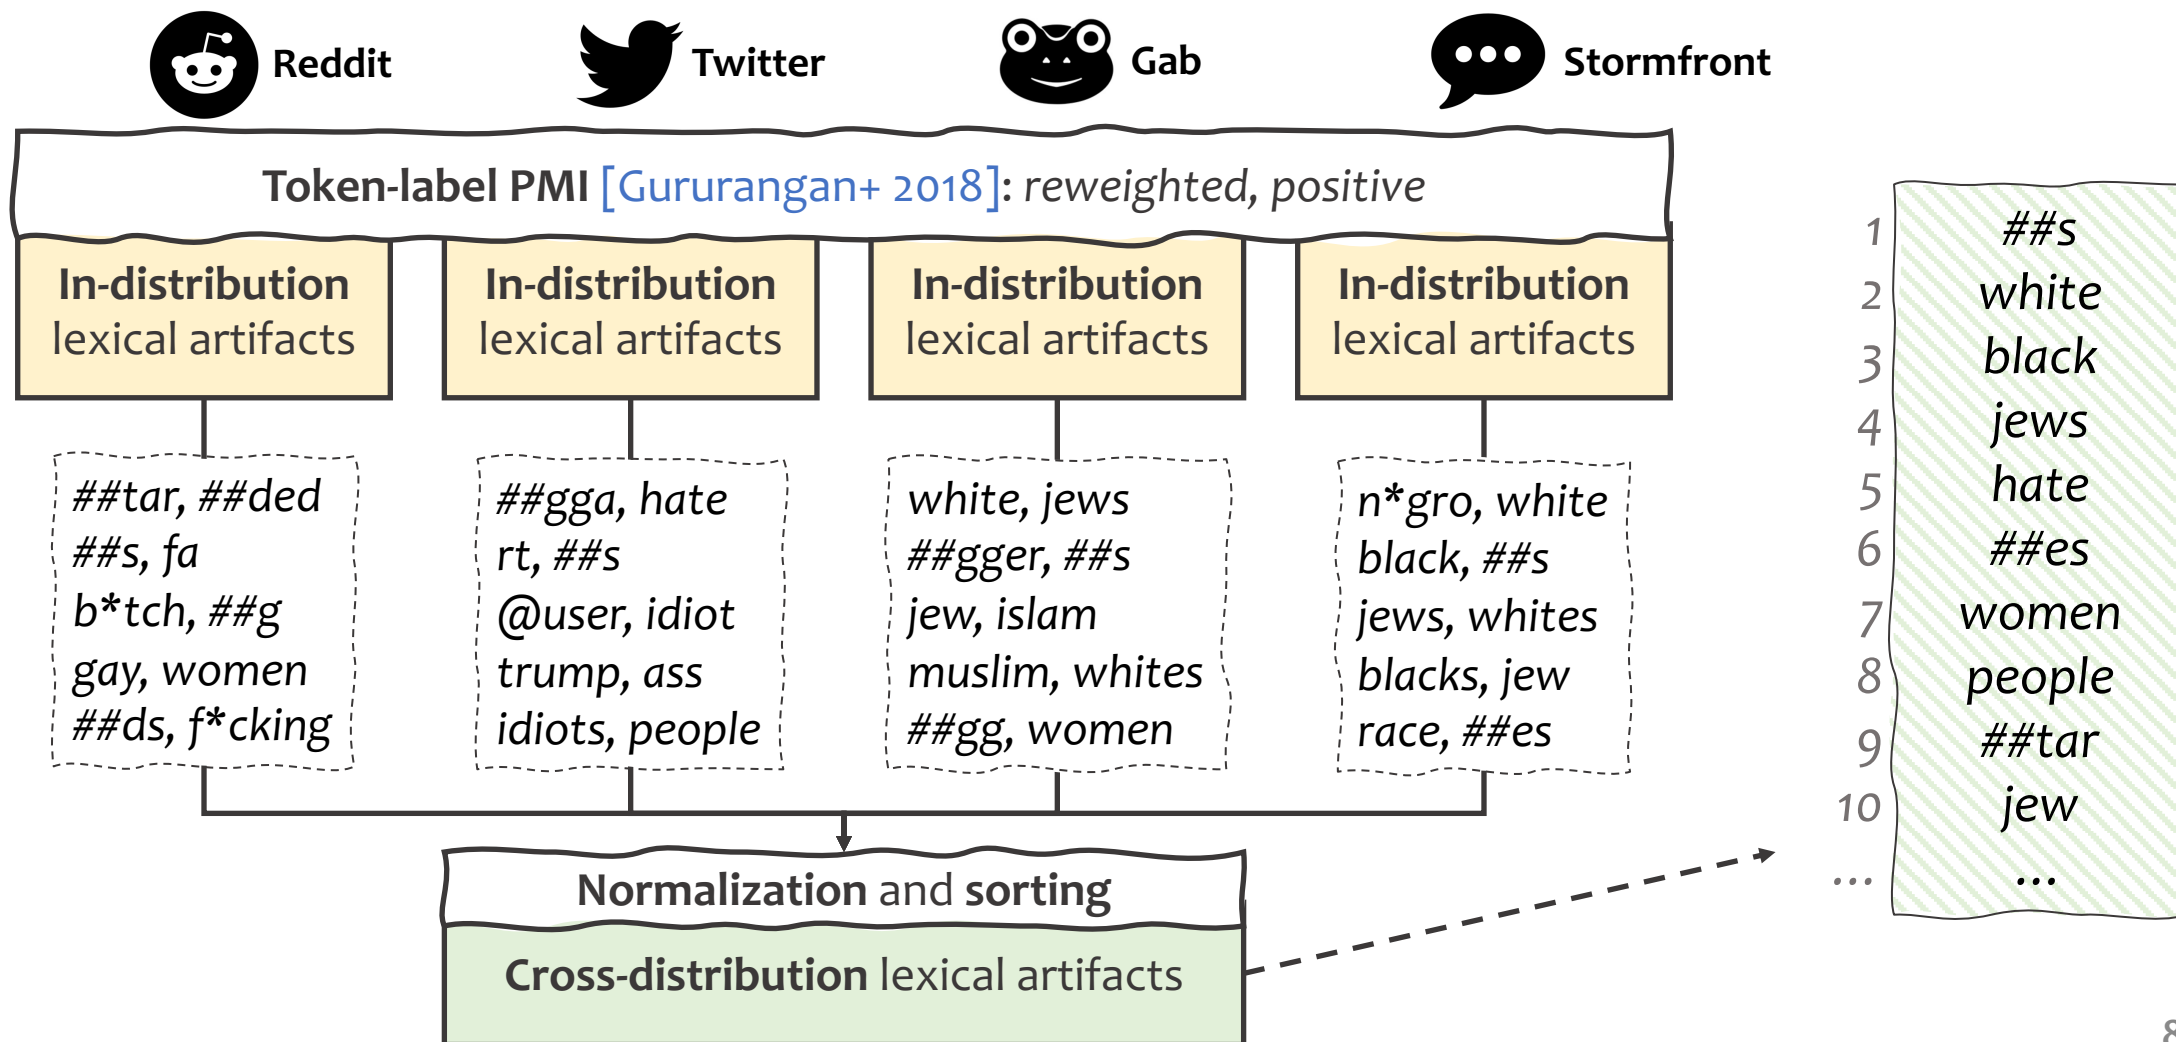 Reddit
Twitter
Gab
Stormfront
Token-label PMI [Gururangan+ 2018]: reweighted, positive
In-distribution
lexical artifacts
In-distribution
lexical artifacts
In-distribution
lexical artifacts
In-distribution
lexical artifacts
##tar, ##ded
##s, fa
b*tch, ##g
gay, women
##ds, f*cking
##gga, hate
rt, ##s
@user, idiot
trump, ass
idiots, people
white, jews
##gger, ##s
jew, islam
muslim, whites
##gg, women
n*gro, white
black, ##s
jews, whites
blacks, jew
race, ##es
Normalization and sorting
Cross-distribution lexical artifacts
1 ##s
2 white
3 black
4 jews
5 hate
6 ##es
7 women
8 people
9 ##tar
10 jew
... ...
8